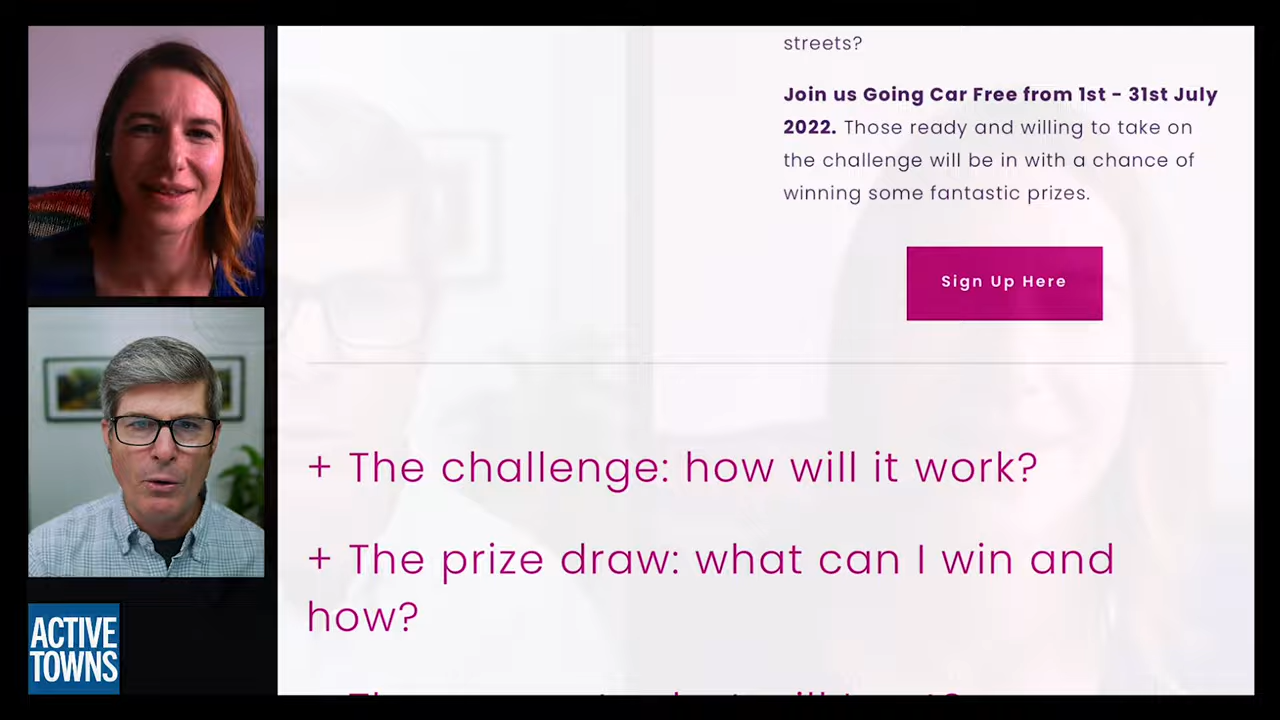 streets?
Join us Going Car Free from 1st - 31st July
2022. Those ready and willing to take on
the challenge will be in with a chance of
winning some fantastic prizes.
Sign Up Here
+ The challenge: how will it work?
+ The prize draw: what can I win and
how?
ACTIVE
TOWNS